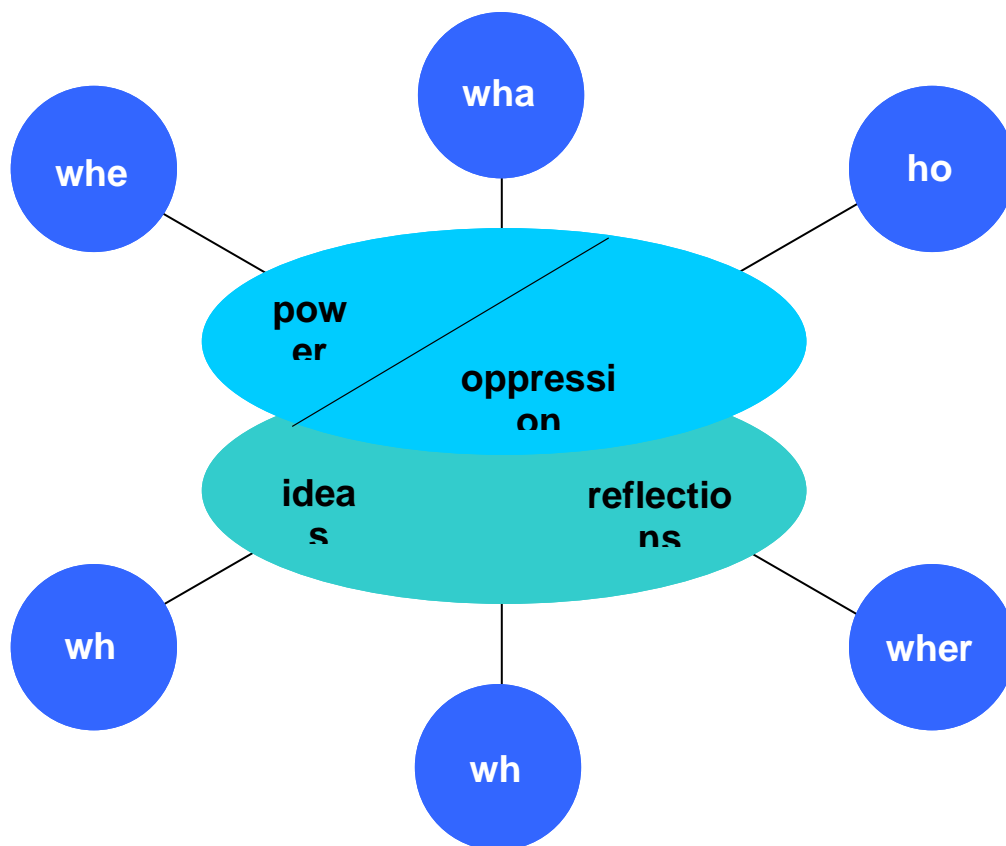 wha
whe
ho
pow
er
oppressi
on
idea
s
reflectio
ns
wh
wher
wh